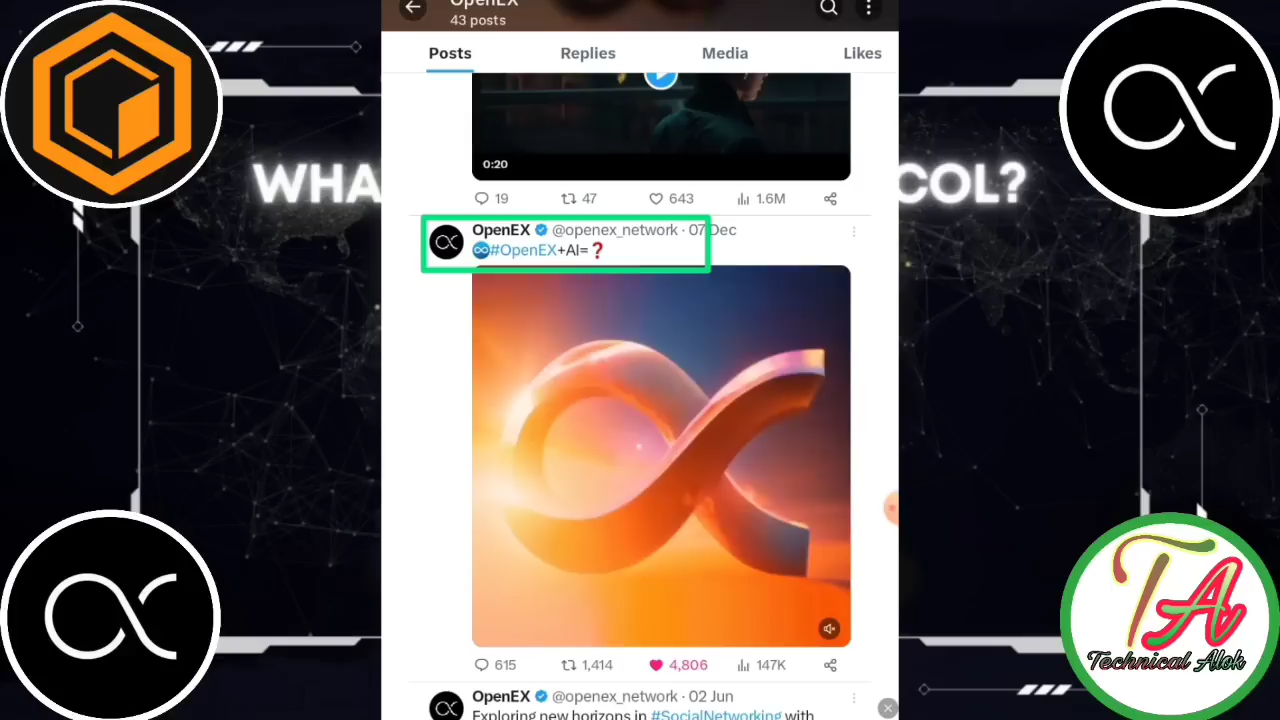 OpenEX
43 posts
Posts Replies Media Likes
WHA
COL?
0:20
19 47 643 1.6M
OpenEX @openex_network · 07 Dec
#OpenEX+AI=❓
615 1,414 4,806 147K
OpenEX @openex_network · 02 Jun
Exploring new horizons in #SocialNetworking with
TA
Technical Alok